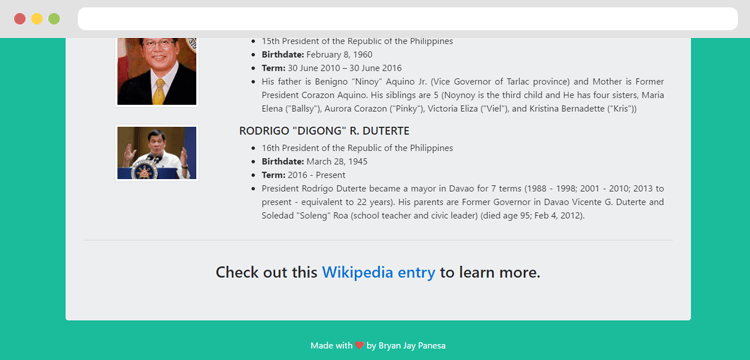 15th President of the Republic of the Philippines
Birthdate: February 8, 1960
Term: 30 June 2010 – 30 June 2016
His father is Benigno "Ninoy" Aquino Jr. (Vice Governor of Tarlac province) and Mother is Former
President Corazon Aquino. His siblings are 5 (Noynoy is the third child and He has four sisters, Maria
Elena ("Ballsy"), Aurora Corazon ("Pinky"), Victoria Eliza ("Viel"), and Kristina Bernadette ("Kris"))
RODRIGO "DIGONG" R. DUTERTE
16th President of the Republic of the Philippines
Birthdate: March 28, 1945
Term: 2016 - Present
President Rodrigo Duterte became a mayor in Davao for 7 terms (1988 - 1998; 2001 - 2010; 2013 to
present - equivalent to 22 years). His parents are Former Governor in Davao Vicente G. Duterte and
Soledad "Soleng" Roa (school teacher and civic leader) (died age 95; Feb 4, 2012).
Check out this Wikipedia entry to learn more.
Made with ❤ by Bryan Jay Panesa